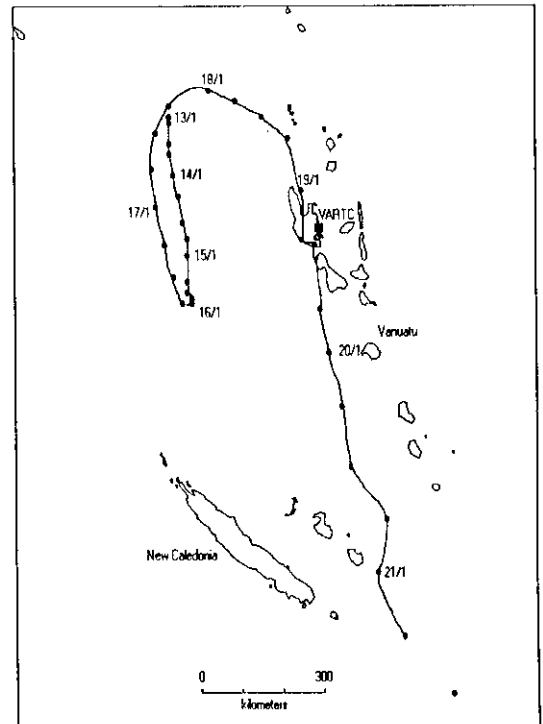 18/1
13/1
14/1
19/1
VARTC
17/1
15/1
16/1
Vanuatu
20/1
New Caledonia
21/1
0 300
kilometers